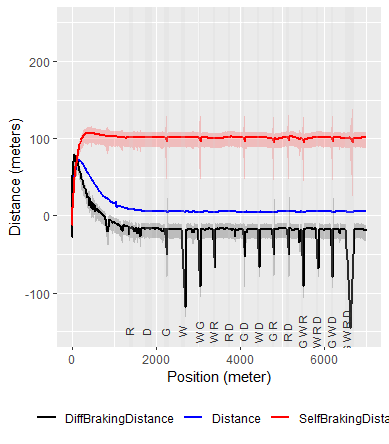 200
100
0
-100
Distance (meters)
R
D
G
W
WG
WR
RD
GD
WD
GR
RD
GWR
WRD
GWD
GWRD
0
2000
4000
6000
Position (meter)
DiffBrakingDistance
Distance
SelfBrakingDista